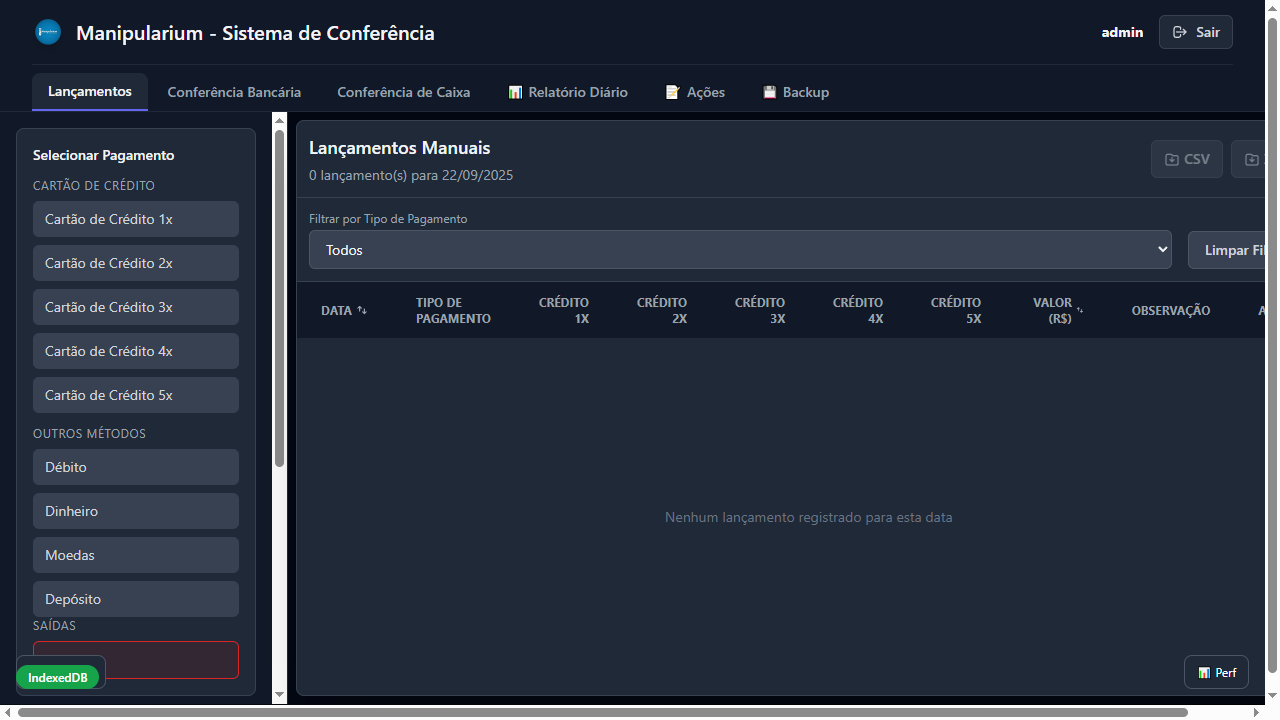 Manipularium - Sistema de Conferência
admin
Sair
Lançamentos
Conferência Bancária
Conferência de Caixa
📊 Relatório Diário
📝 Ações
💾 Backup
Selecionar Pagamento
CARTÃO DE CRÉDITO
Cartão de Crédito 1x
Cartão de Crédito 2x
Cartão de Crédito 3x
Cartão de Crédito 4x
Cartão de Crédito 5x
OUTROS MÉTODOS
Débito
Dinheiro
Moedas
Depósito
SAÍDAS
IndexedDB
Lançamentos Manuais
0 lançamento(s) para 22/09/2025
CSV
Filtrar por Tipo de Pagamento
Todos
Limpar
DATA
TIPO DE
PAGAMENTO
CRÉDITO
1X
CRÉDITO
2X
CRÉDITO
3X
CRÉDITO
4X
CRÉDITO
5X
VALOR
(R$)
OBSERVAÇÃO
Nenhum lançamento registrado para esta data
📊 Perf